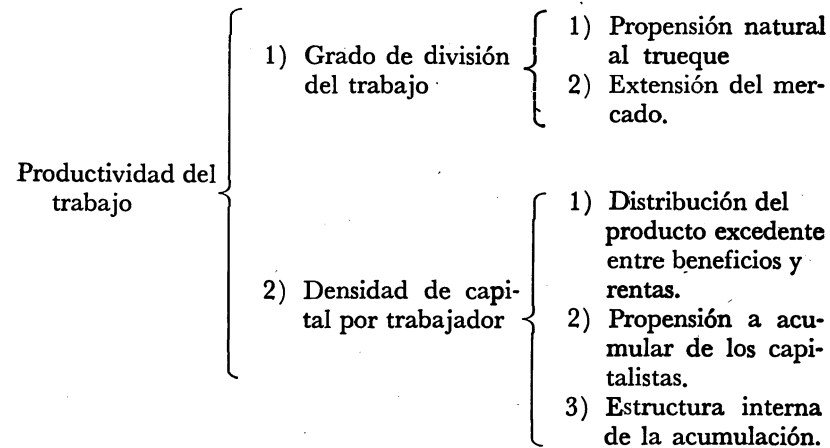 Productividad del
trabajo
1) Grado de división
del trabajo
1) Propensión natural
al trueque
2) Extensión del mer-
cado.
2) Densidad de capi-
tal por trabajador
1) Distribución del
producto excedente
entre beneficios y
rentas.
2) Propensión a acu-
mular de los capi-
talistas.
3) Estructura interna
de la acumulación.